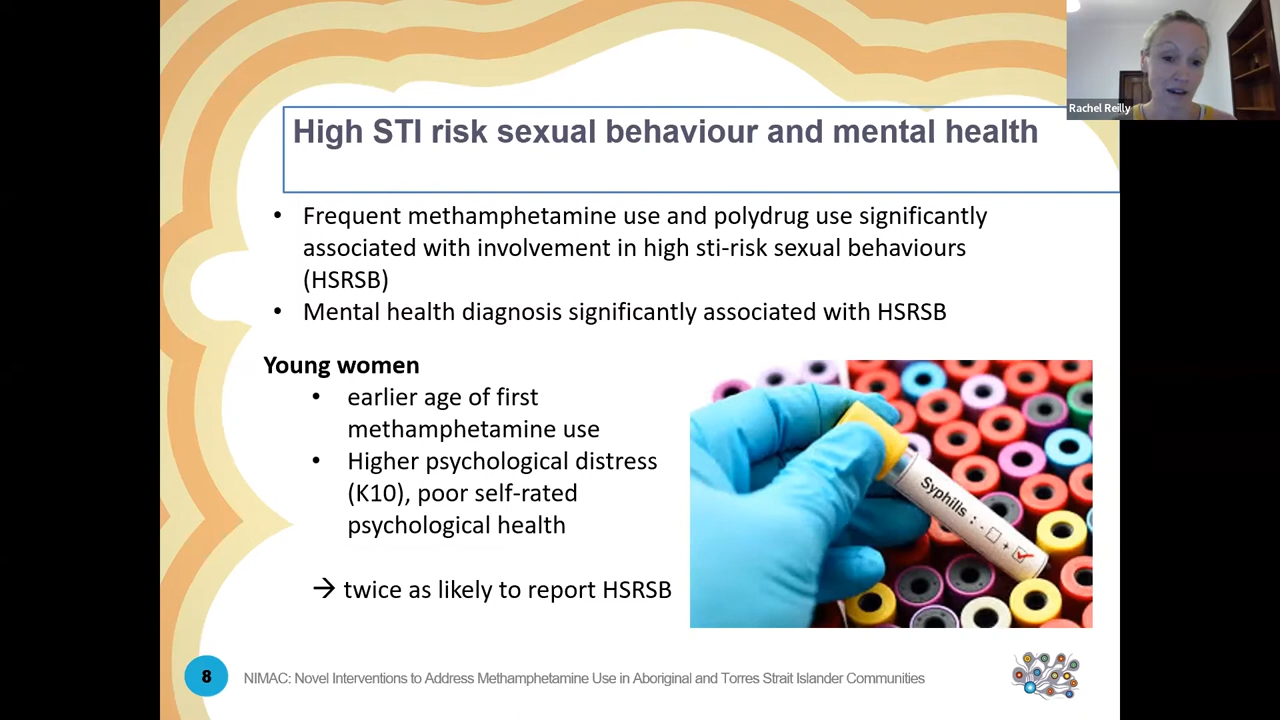 Rachel Reilly
High STI risk sexual behaviour and mental health
• Frequent methamphetamine use and polydrug use significantly
associated with involvement in high sti-risk sexual behaviours
(HSRSB)
• Mental health diagnosis significantly associated with HSRSB
Young women
• earlier age of first
methamphetamine use
• Higher psychological distress
(K10), poor self-rated
psychological health
→ twice as likely to report HSRSB
Syphilis : - □ + ☑
8
NIMAC: Novel Interventions to Address Methamphetamine Use in Aboriginal and Torres Strait Islander Communities